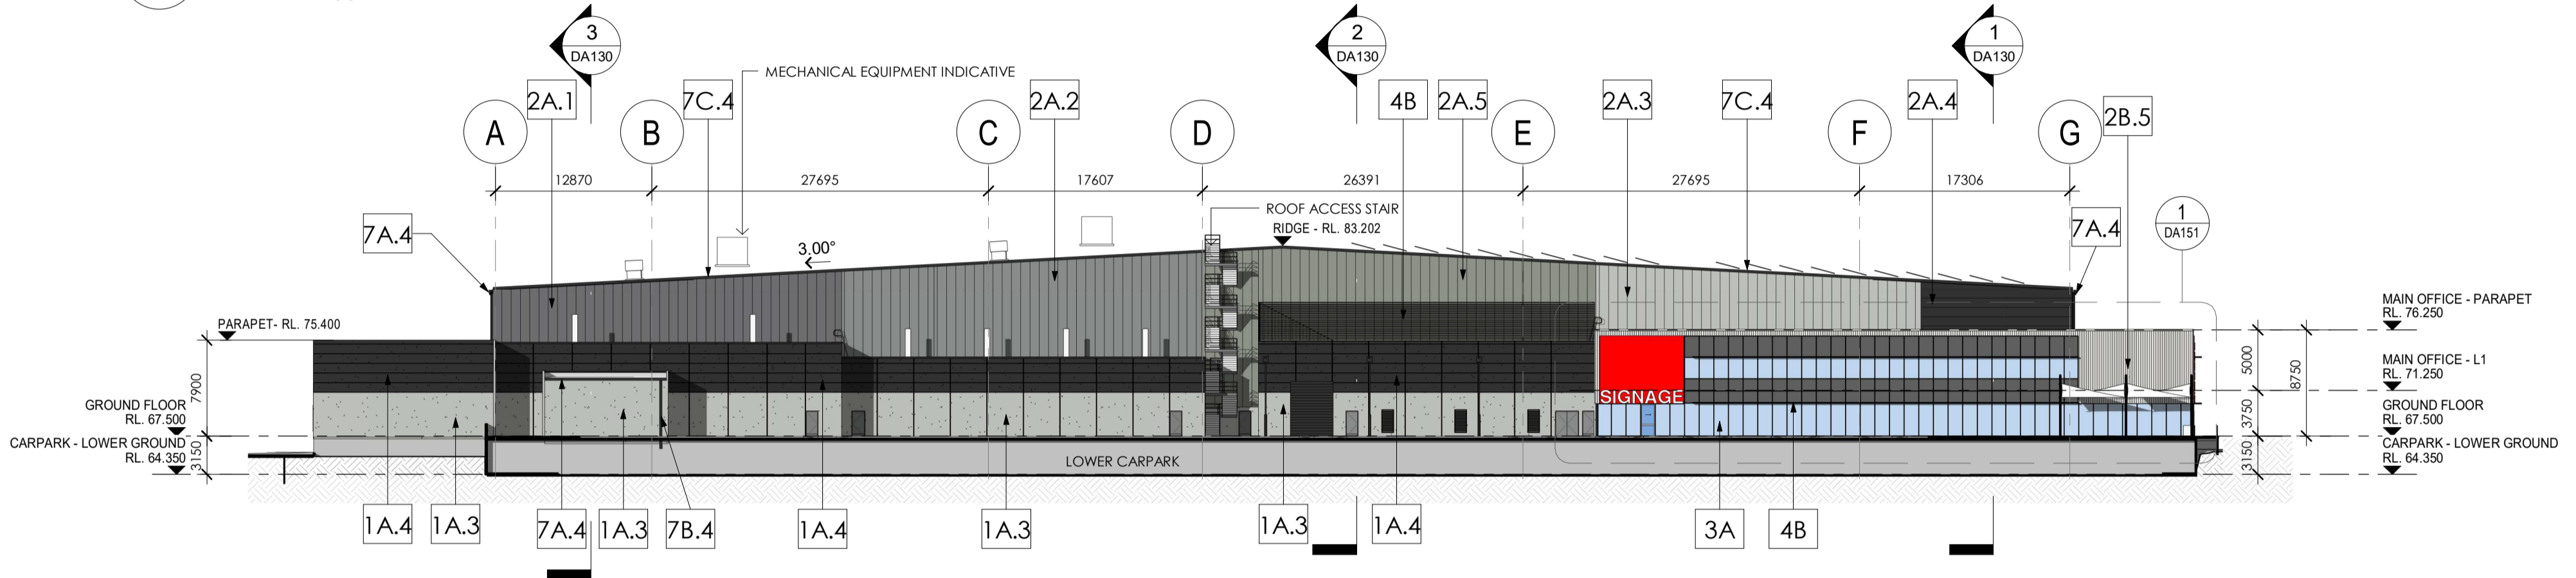 3
DA130
2
DA130
1
DA130
MECHANICAL EQUIPMENT INDICATIVE
2A.1
7C.4
2A.2
4B
2A.5
2A.3
7C.4
2A.4
2B.5
A
B
C
D
E
F
G
12870
27695
17607
26391
27695
17306
7A.4
ROOF ACCESS STAIR
RIDGE - RL. 83.202
7A.4
1
DA151
3.00°
PARAPET- RL. 75.400
MAIN OFFICE - PARAPET
RL. 76.250
7900
5000
8750
MAIN OFFICE - L1
RL. 71.250
SIGNAGE
GROUND FLOOR
RL. 67.500
3750
GROUND FLOOR
RL. 67.500
CARPARK - LOWER GROUND
RL. 64.350
3150
LOWER CARPARK
3150
CARPARK - LOWER GROUND
RL. 64.350
1A.4
1A.3
7A.4
1A.3
7B.4
1A.4
1A.3
1A.3
1A.4
3A
4B